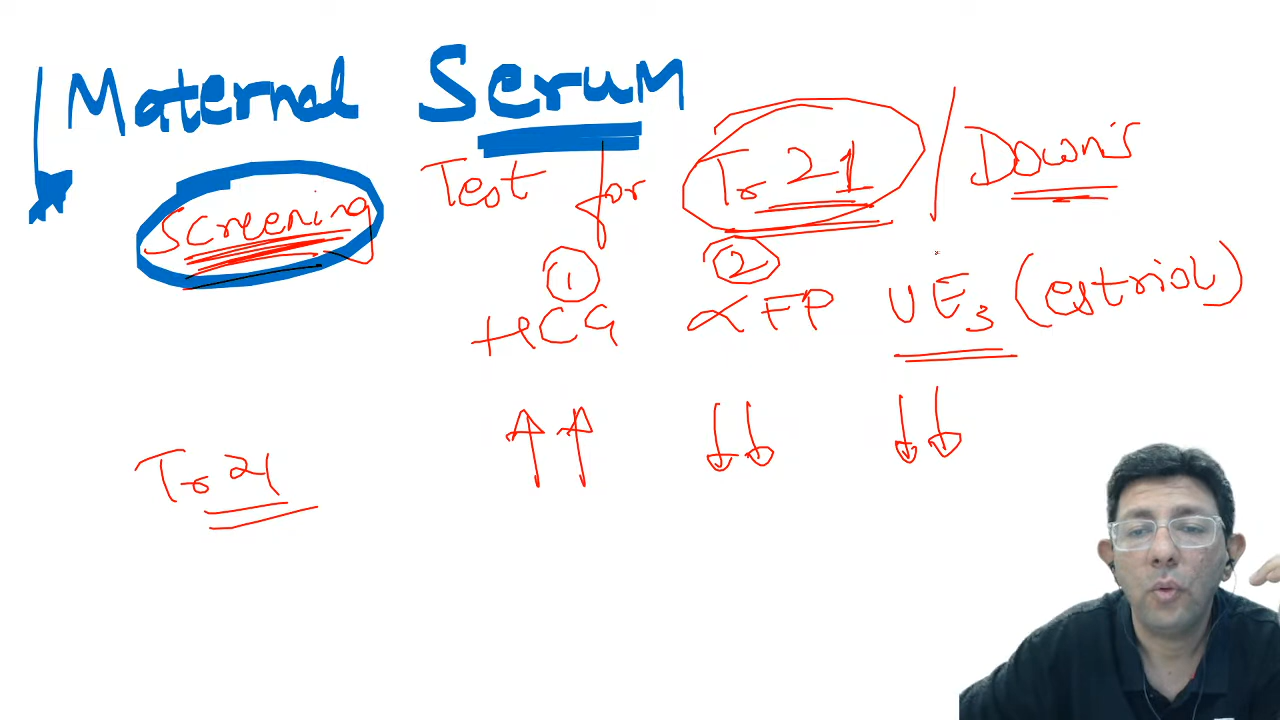 Maternal Serum
Screening Test for Tr 21 / Down's
1 2
HCG αFP UE3 (estriol)
↑↑ ↓↓ ↓↓
Tr 21